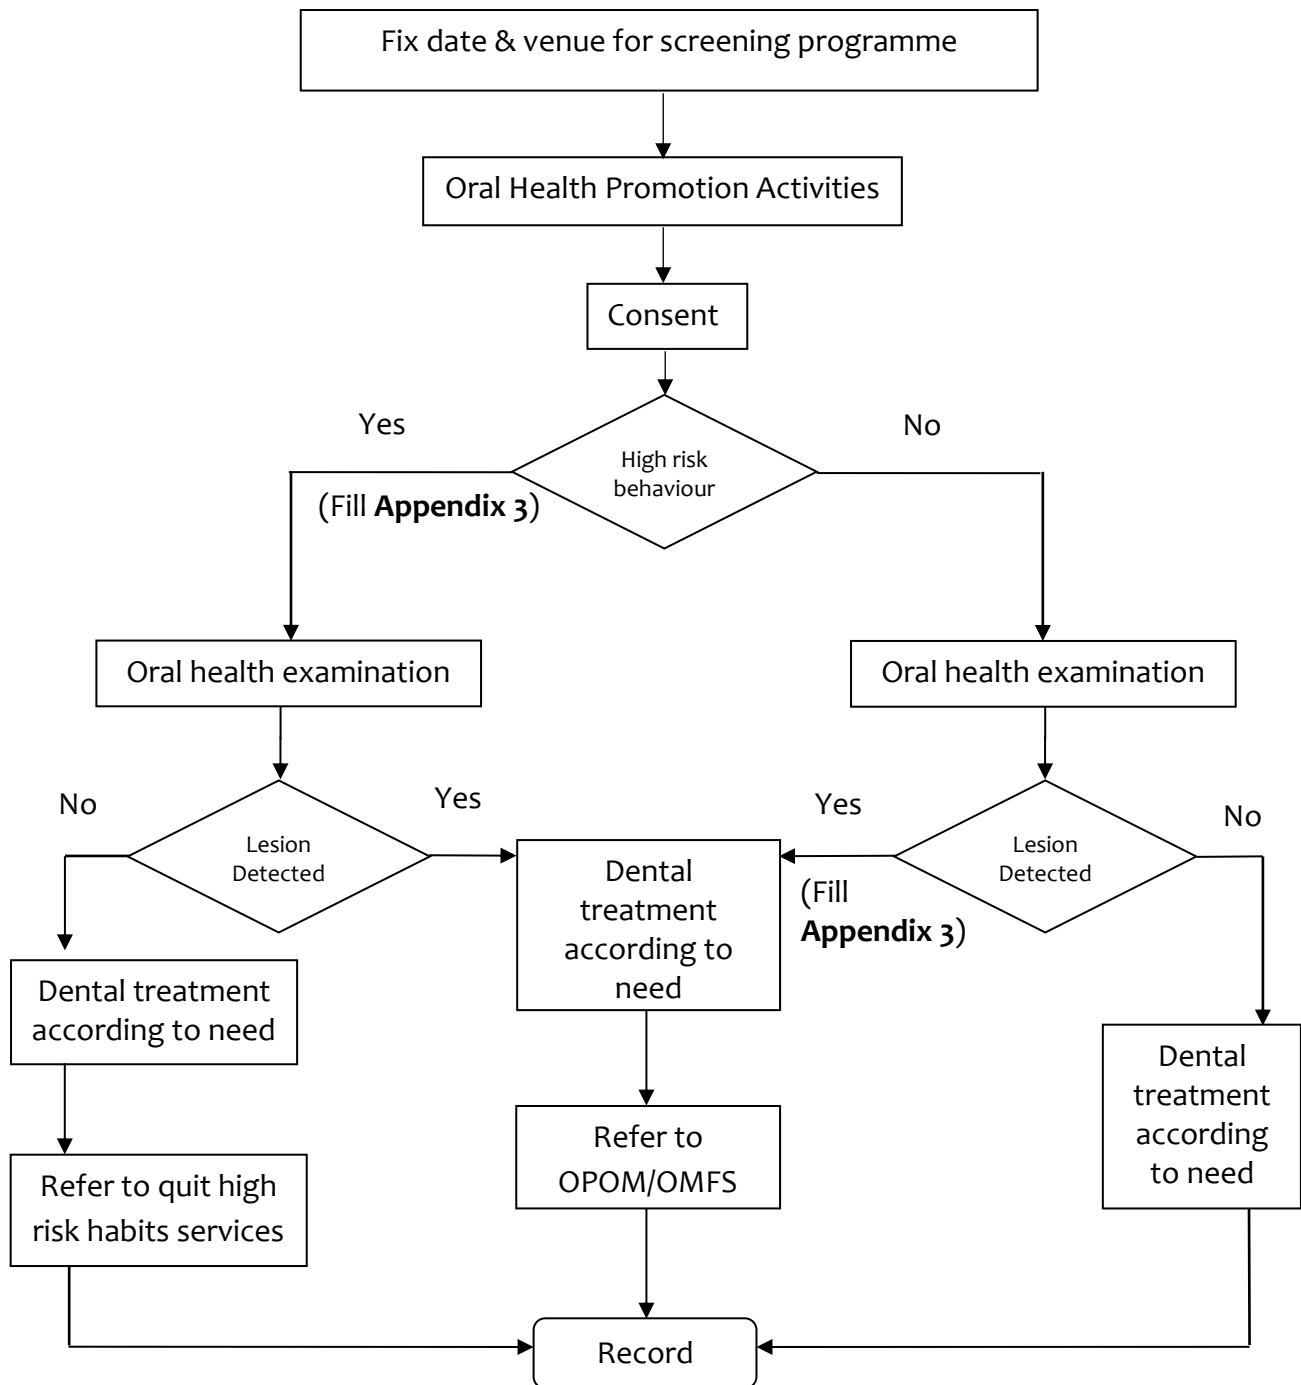 Fix date & venue for screening programme
Oral Health Promotion Activities
Consent
Yes
No
High risk
behaviour
(Fill Appendix 3)
Oral health examination
Oral health examination
No
Yes
Yes
No
Lesion
Detected
Lesion
Detected
Dental
treatment
according to
need
(Fill
Appendix 3)
Dental treatment
according to need
Dental
treatment
according
to need
Refer to
OPOM/OMFS
Refer to quit high
risk habits services
Record